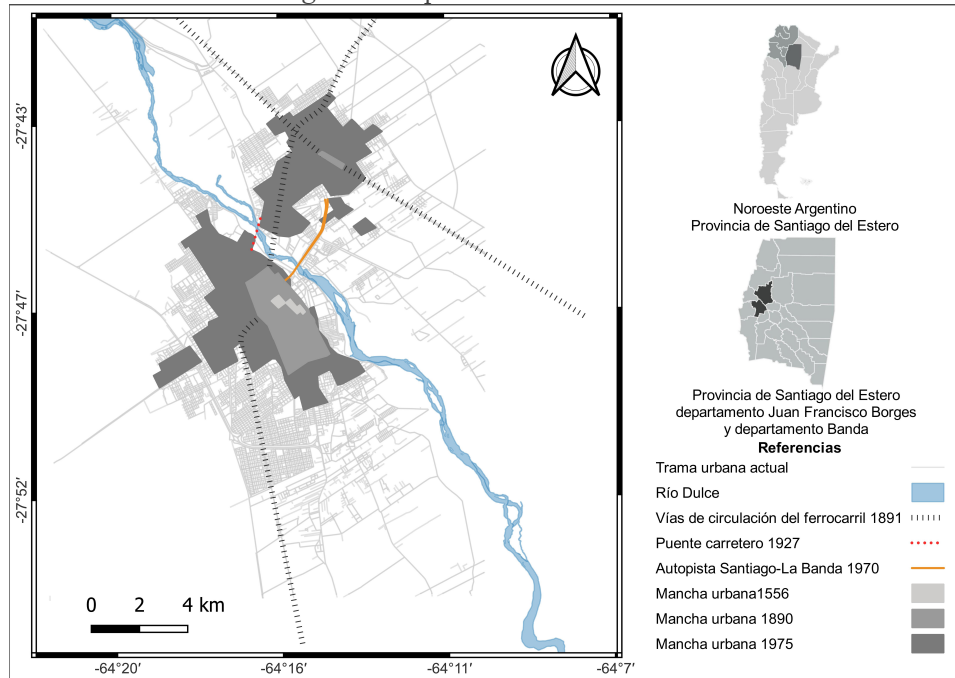 -27°43′
-27°47′
-27°52′
-64°20′
-64°16′
-64°11′
-64°7′
0 2 4 km
Noroeste Argentino
Provincia de Santiago del Estero
Provincia de Santiago del Estero
departamento Juan Francisco Borges
y departamento Banda
Referencias
Trama urbana actual
Río Dulce
Vías de circulación del ferrocarril 1891
Puente carretero 1927
Autopista Santiago-La Banda 1970
Mancha urbana1556
Mancha urbana 1890
Mancha urbana 1975